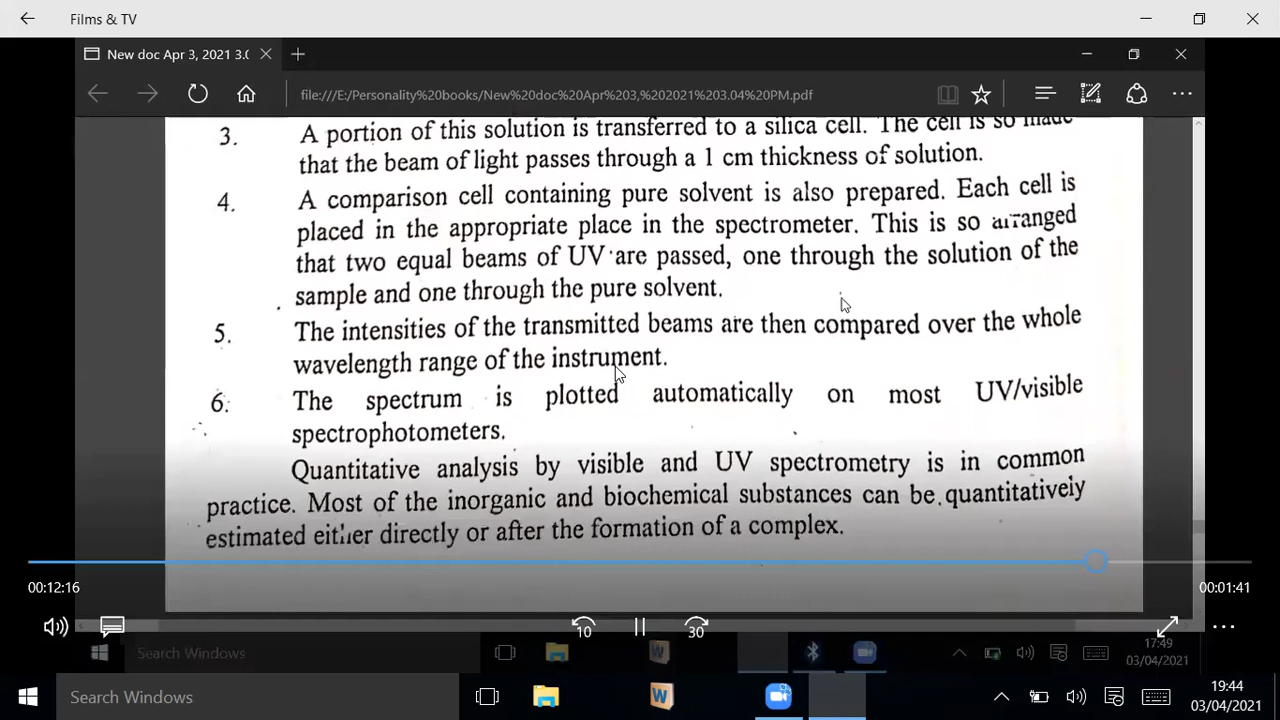 Films & TV
New doc Apr 3, 2021 3.0
file:///E:/Personality%20books/New%20doc%20Apr%203,%202021%203.04%20PM.pdf
3. A portion of this solution is transferred to a silica cell. The cell is so made
that the beam of light passes through a 1 cm thickness of solution.
4. A comparison cell containing pure solvent is also prepared. Each cell is
placed in the appropriate place in the spectrometer. This is so arranged
that two equal beams of UV are passed, one through the solution of the
sample and one through the pure solvent.
5. The intensities of the transmitted beams are then compared over the whole
wavelength range of the instrument.
6. The spectrum is plotted automatically on most UV/visible
spectrophotometers.
Quantitative analysis by visible and UV spectrometry is in common
practice. Most of the inorganic and biochemical substances can be quantitatively
estimated either directly or after the formation of a complex.
00:12:16 00:01:41
10 30
Search Windows 17:49
03/04/2021
Search Windows 19:44
03/04/2021